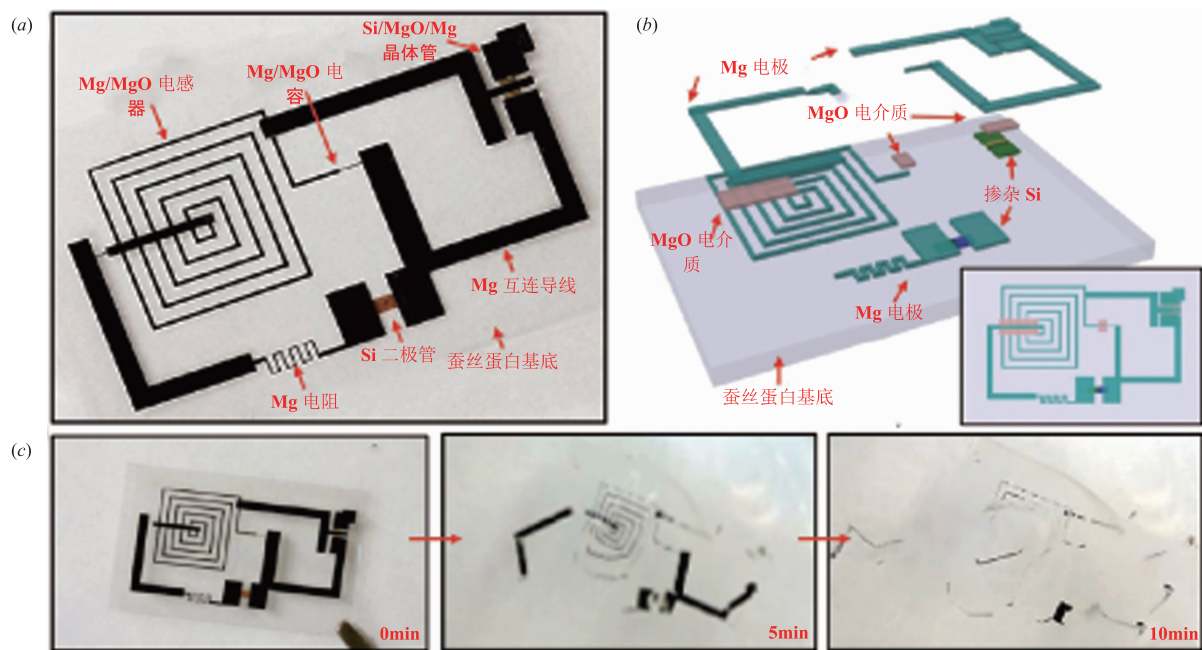 (a)
Si/MgO/Mg
晶体管
Mg/MgO 电感
器
Mg/MgO 电
容
Mg 互连导线
Si 二极管
蚕丝蛋白基底
Mg 电阻
(b)
Mg 电极
MgO 电介质
掺杂 Si
MgO 电介
质
Mg 电极
蚕丝蛋白基底
(c)
0min
5min
10min